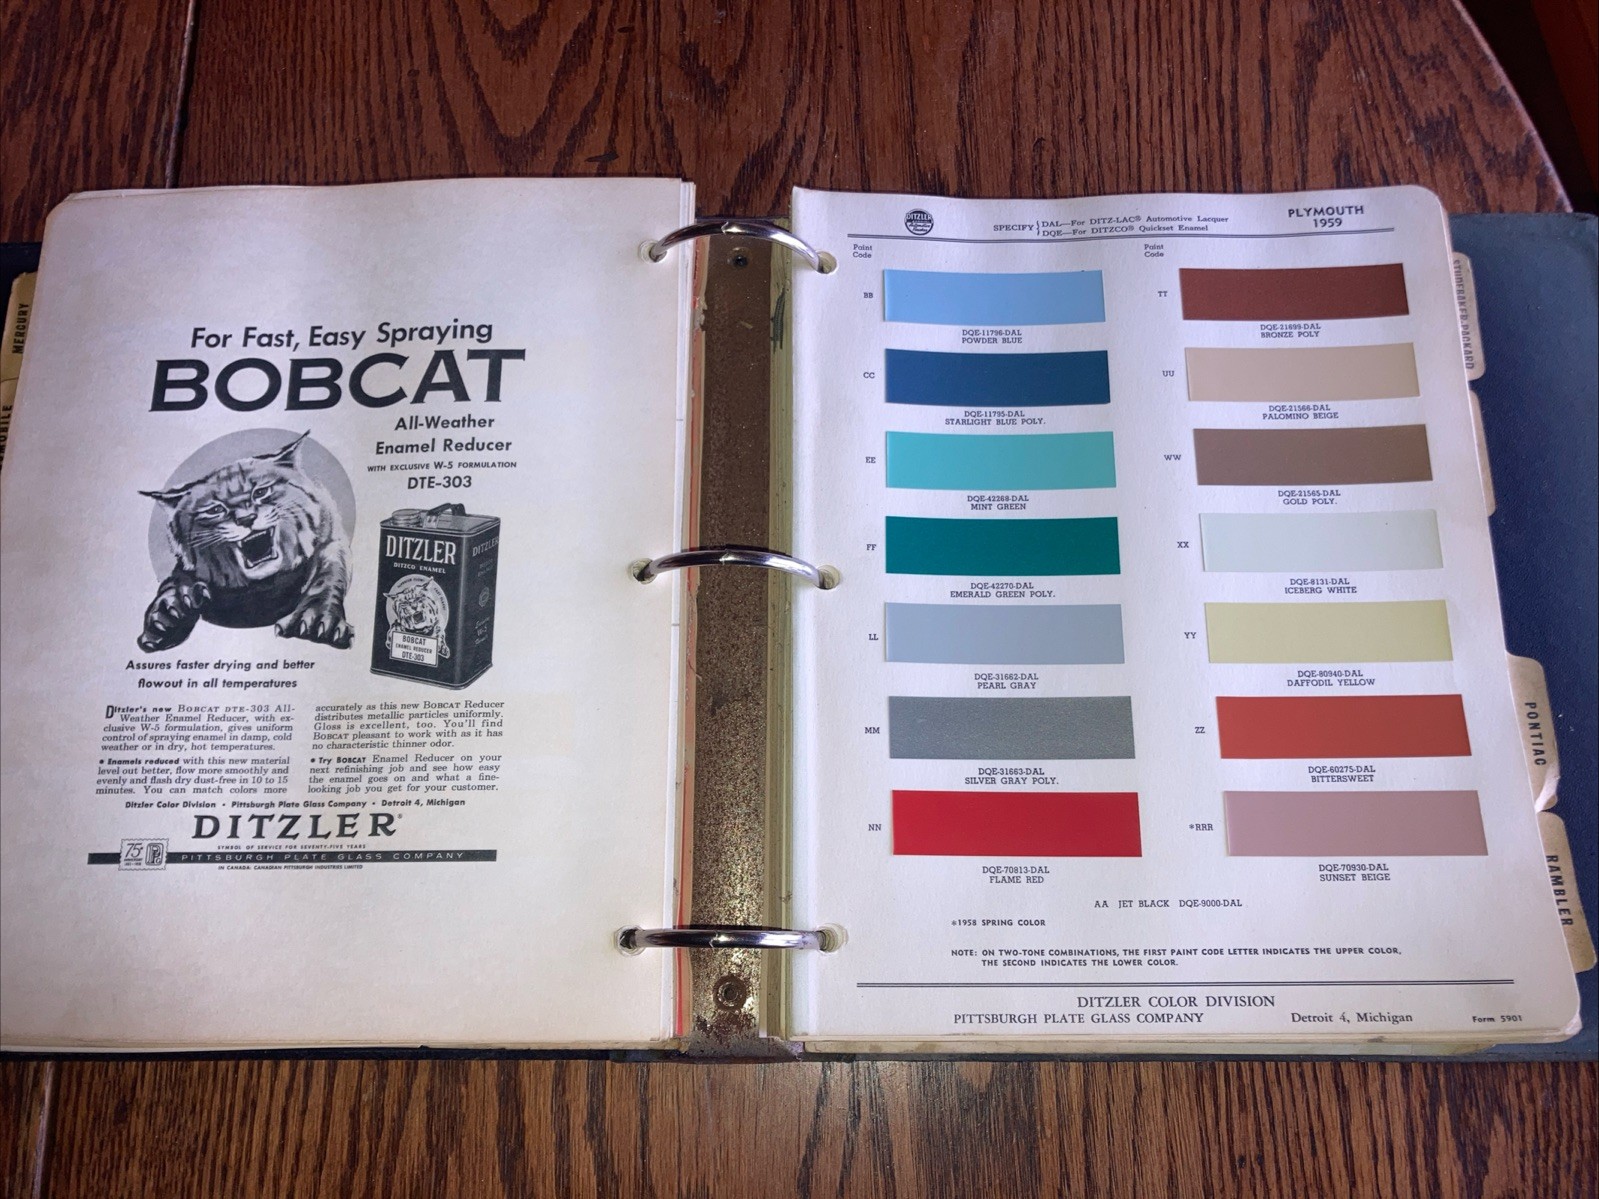 MERCURY
For Fast, Easy Spraying
BOBCAT
All-Weather
Enamel Reducer
WITH EXCLUSIVE W-5 FORMULATION
DTE-303
DITZLER
DITZCO ENAMEL
BOBCAT
ENAMEL REDUCER
DTE-303
DITZLER
Assures faster drying and better
flowout in all temperatures
Ditzler's new BOBCAT DTE-303 All-
Weather Enamel Reducer, with ex-
clusive W-5 formulation, gives uniform
control of spraying enamel in damp, cold
weather or in dry, hot temperatures.
• Enamels reduced with this new material
level out better, flow more smoothly and
evenly and flash dry dust-free in 10 to 15
minutes. You can match colors more
accurately as this new BOBCAT Reducer
distributes metallic particles uniformly.
Gloss is excellent, too. You'll find
BOBCAT pleasant to work with as it has
no characteristic thinner odor.
• Try BOBCAT Enamel Reducer on your
next refinishing job and see how easy
the enamel goes on and what a fine-
looking job you get for your customer.
Ditzler Color Division • Pittsburgh Plate Glass Company • Detroit 4, Michigan
DITZLER®
SYMBOL OF SERVICE FOR SEVENTY-FIVE YEARS
75
PITTSBURGH PLATE GLASS COMPANY
IN CANADA: CANADIAN PITTSBURGH INDUSTRIES LIMITED
DITZLER
SPECIFY } DAL—For DITZ-LAC® Automotive Lacquer
DQE—For DITZCO® Quickset Enamel
PLYMOUTH
1959
Paint
Code
BB
DQE-11796-DAL
POWDER BLUE
CC
DQE-11795-DAL
STARLIGHT BLUE POLY.
EE
DQE-42268-DAL
MINT GREEN
FF
DQE-42270-DAL
EMERALD GREEN POLY.
LL
DQE-31662-DAL
PEARL GRAY
MM
DQE-31663-DAL
SILVER GRAY POLY.
NN
DQE-70813-DAL
FLAME RED
Paint
Code
TT
DQE-21699-DAL
BRONZE POLY
UU
DQE-21566-DAL
PALOMINO BEIGE
WW
DQE-21565-DAL
GOLD POLY.
XX
DQE-8131-DAL
ICEBERG WHITE
YY
DQE-80940-DAL
DAFFODIL YELLOW
ZZ
DQE-60275-DAL
BITTERSWEET
*RRR
DQE-70930-DAL
SUNSET BEIGE
AA JET BLACK DQE-9000-DAL
*1958 SPRING COLOR
NOTE: ON TWO-TONE COMBINATIONS, THE FIRST PAINT CODE LETTER INDICATES THE UPPER COLOR,
THE SECOND INDICATES THE LOWER COLOR.
DITZLER COLOR DIVISION
PITTSBURGH PLATE GLASS COMPANY
Detroit 4, Michigan
Form 5901
STUDEBAKER-PACKARD
PONTIAC
RAMBLER